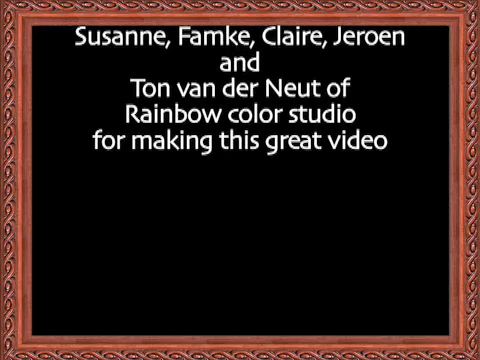 Susanne, Famke, Claire, Jeroen
and
Ton van der Neut of
Rainbow color studio
for making this great video